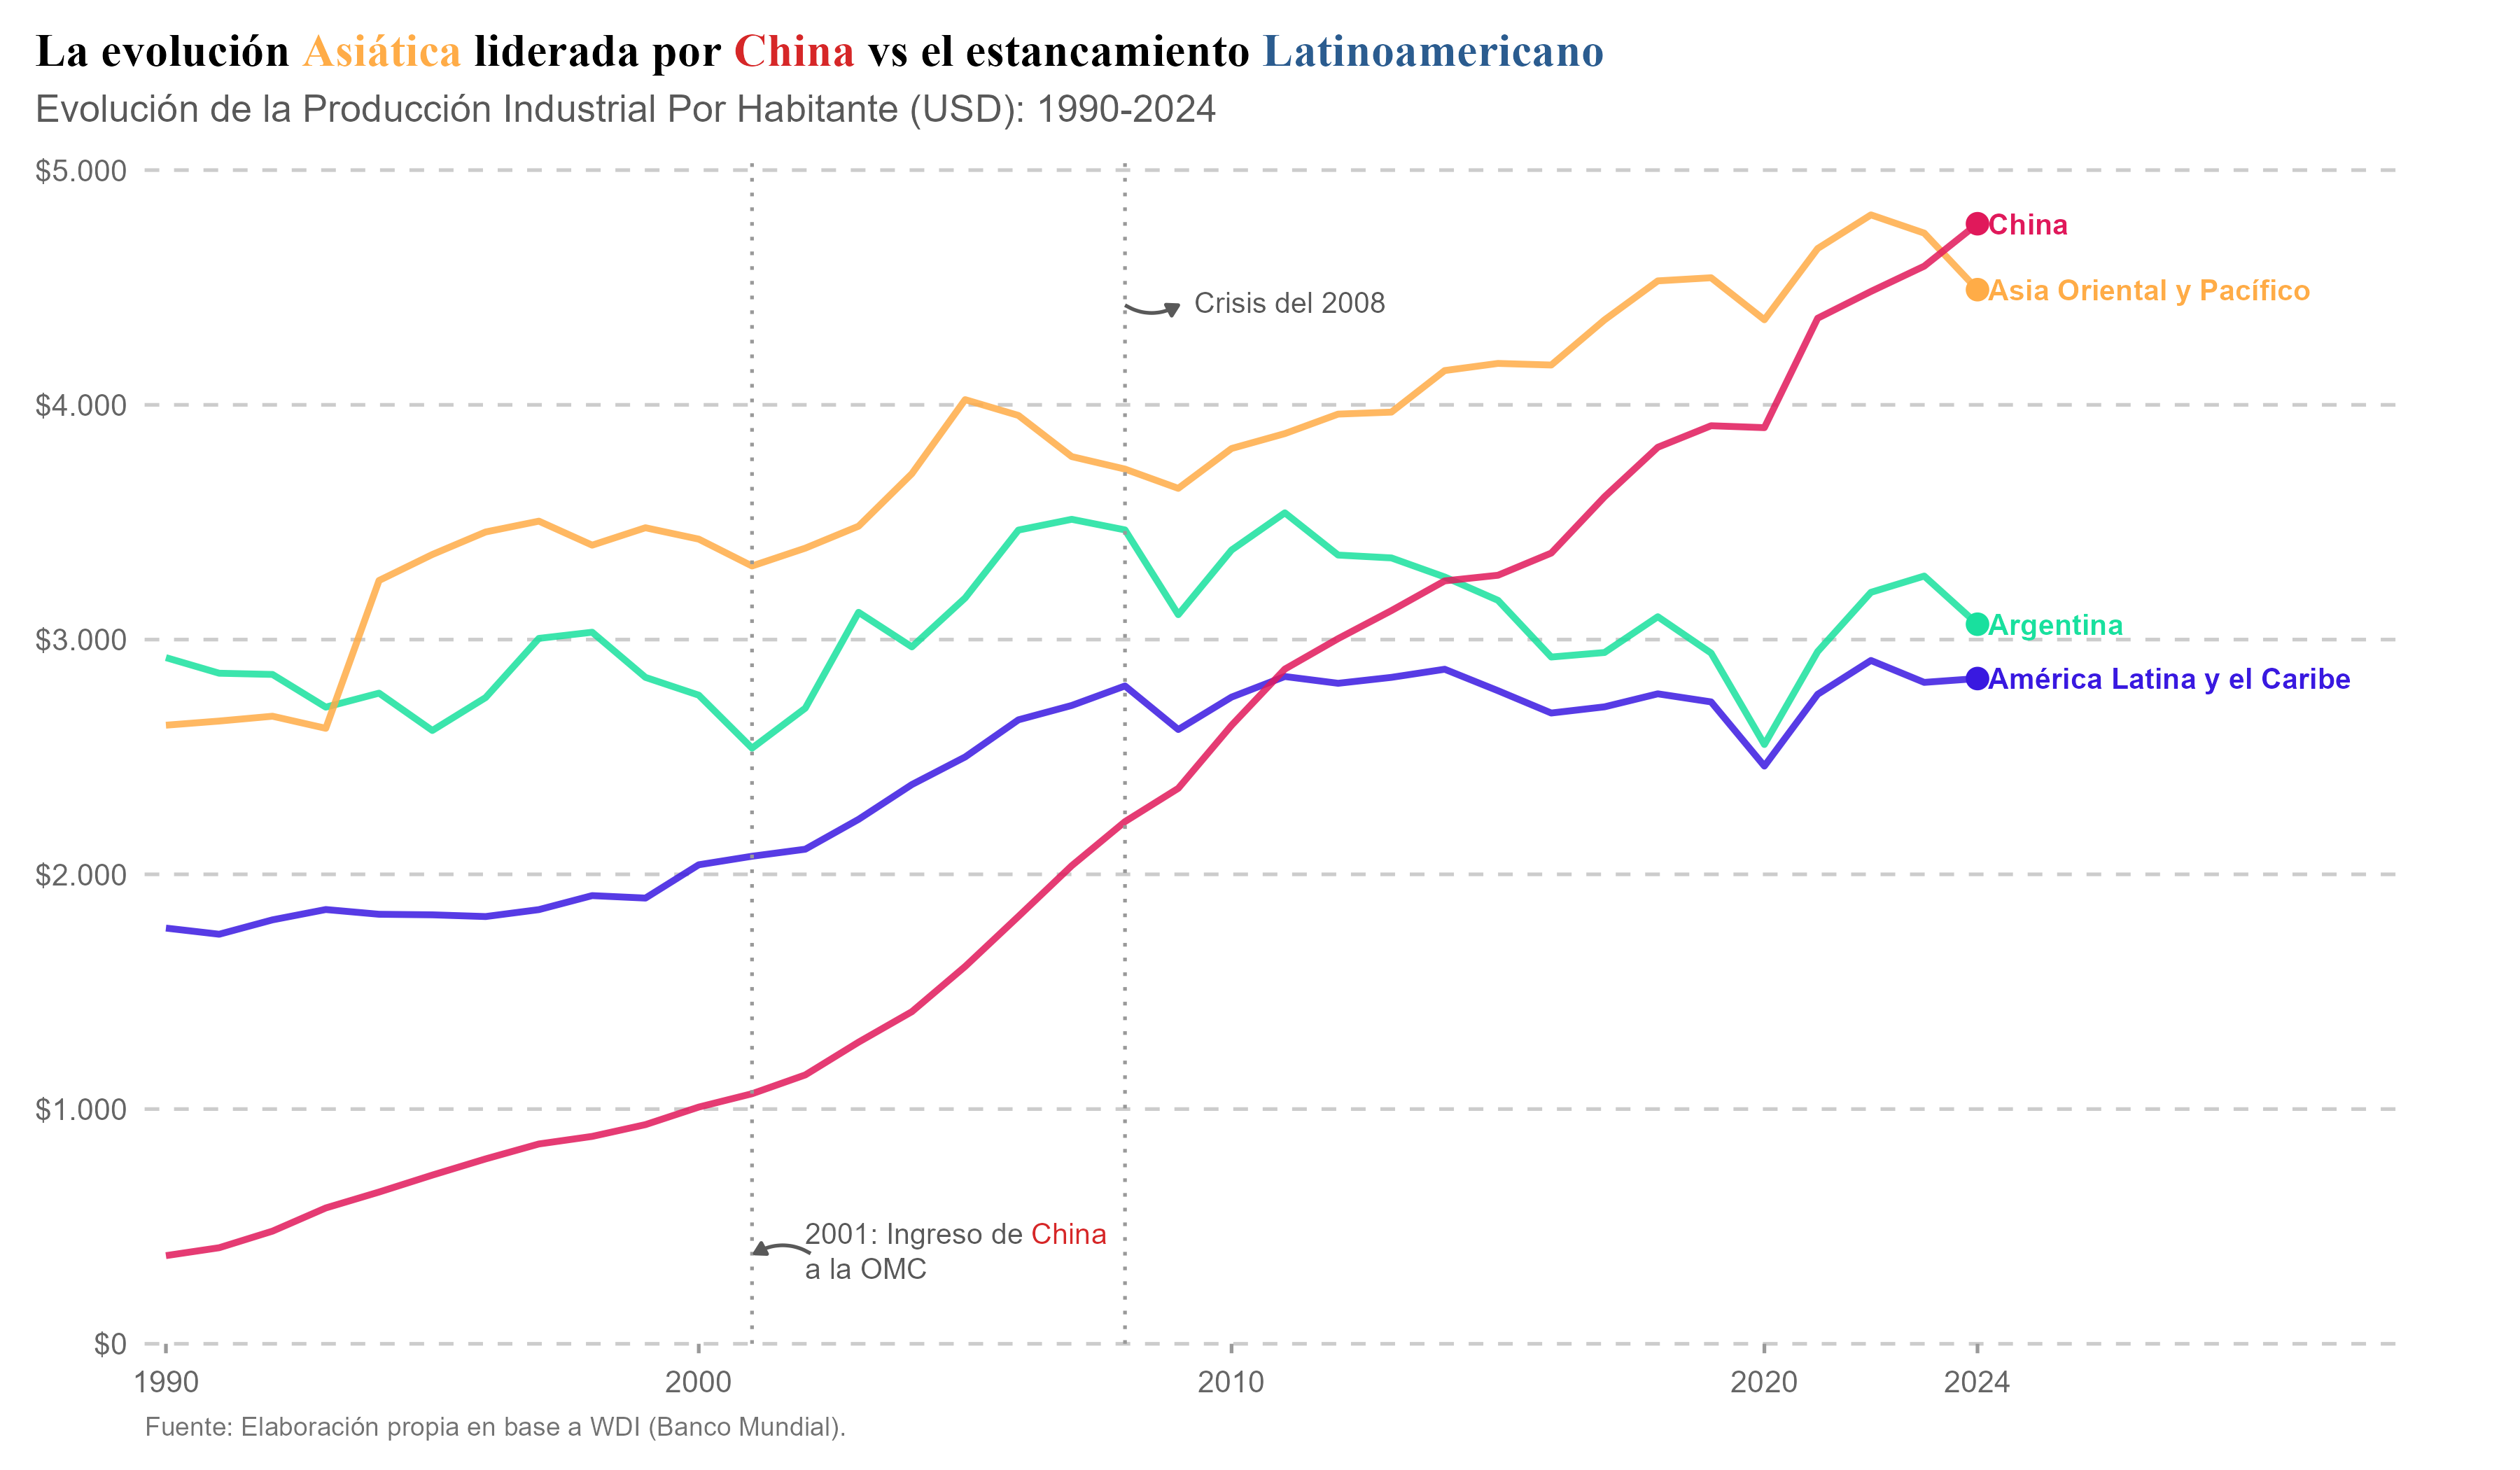 La evolución Asiática liderada por China vs el estancamiento Latinoamericano
Evolución de la Producción Industrial Por Habitante (USD): 1990-2024
$5.000
China
Asia Oriental y Pacífico
Crisis del 2008
$4.000
Argentina
$3.000
América Latina y el Caribe
$2.000
$1.000
2001: Ingreso de China
a la OMC
$0
1990
2000
2010
2020
2024
Fuente: Elaboración propia en base a WDI (Banco Mundial).